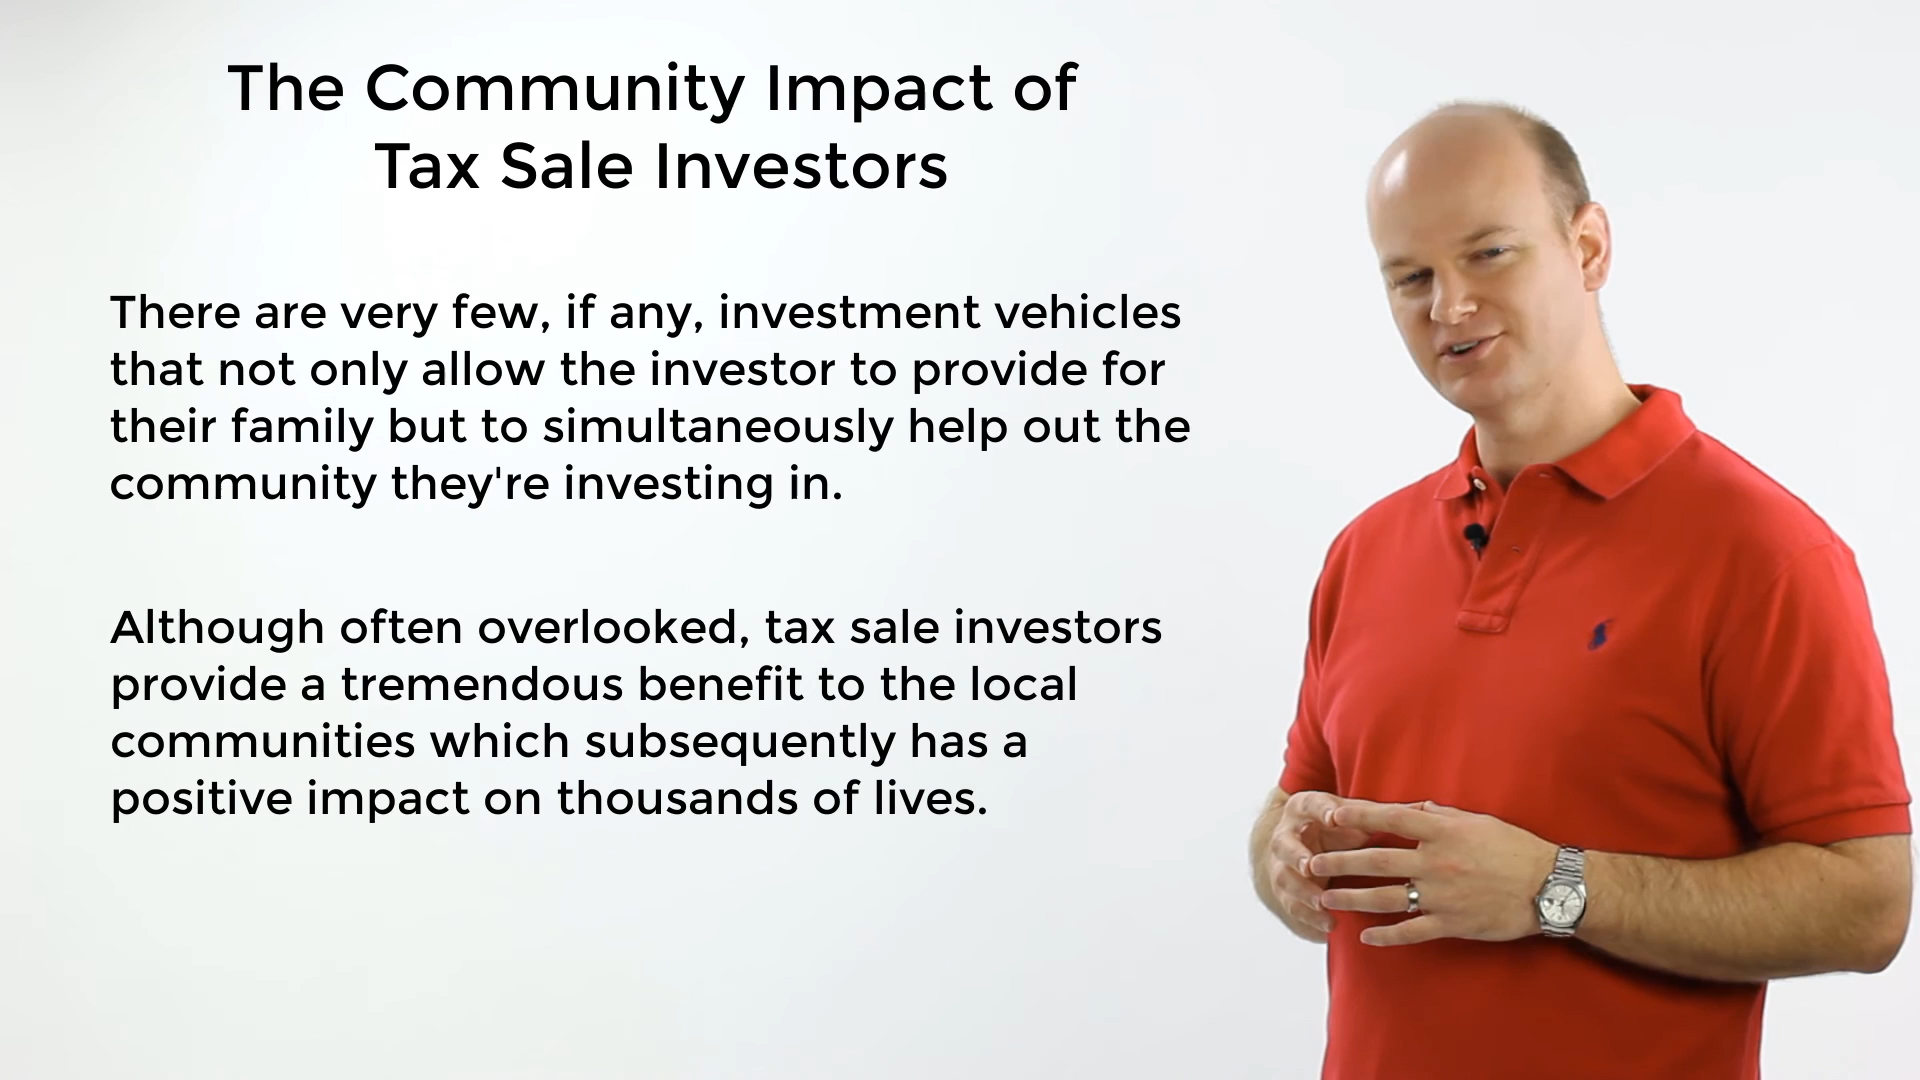 The Community Impact of
Tax Sale Investors
There are very few, if any, investment vehicles
that not only allow the investor to provide for
their family but to simultaneously help out the
community they're investing in.
Although often overlooked, tax sale investors
provide a tremendous benefit to the local
communities which subsequently has a
positive impact on thousands of lives.